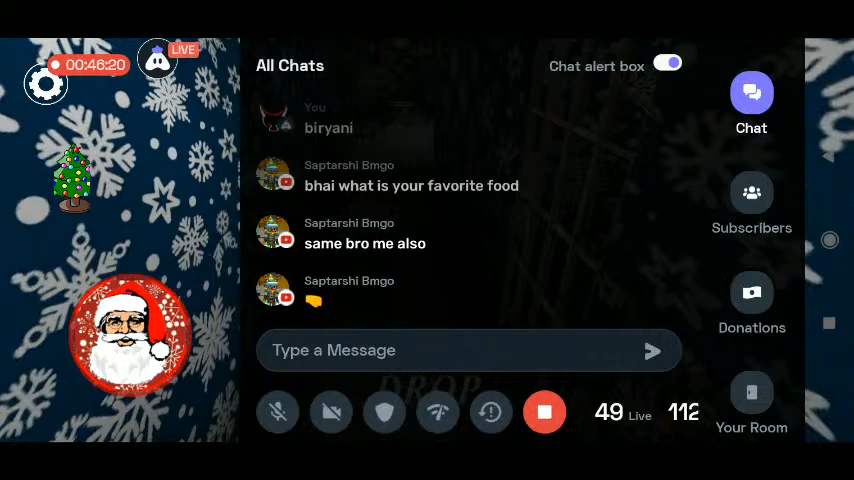 00:46:20
LIVE
All Chats
Chat alert box
You
biryani
Saptarshi Bmgo
bhai what is your favorite food
Saptarshi Bmgo
same bro me also
Saptarshi Bmgo
Type a Message
DROP
49 Live 112
Chat
Subscribers
Donations
Your Room